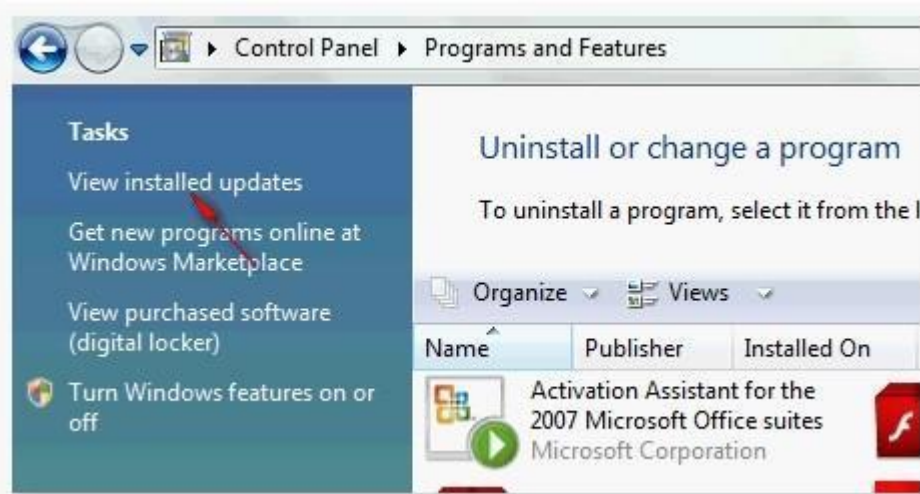 Control Panel ▸ Programs and Features
Tasks
View installed updates
Get new programs online at
Windows Marketplace
View purchased software
(digital locker)
Turn Windows features on or
off
Uninstall or change a program
To uninstall a program, select it from the
Organize Views
Name Publisher Installed On
Activation Assistant for the
2007 Microsoft Office suites
Microsoft Corporation